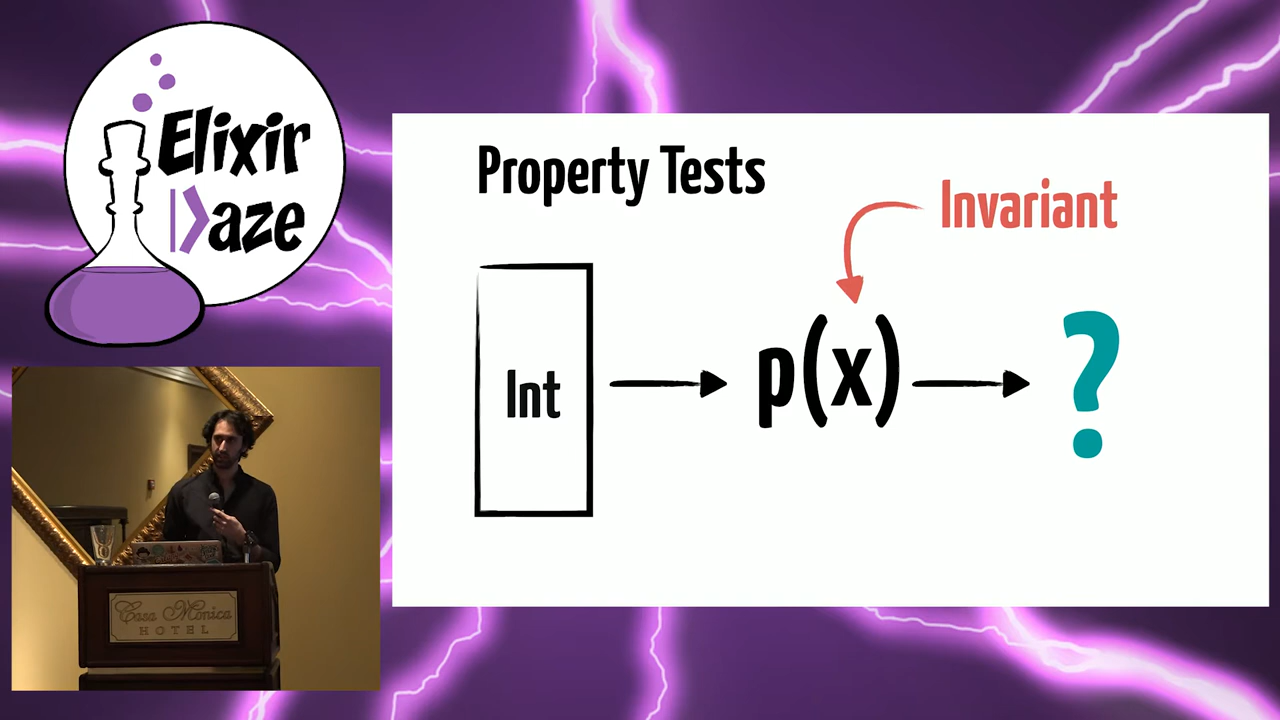 Elixir
|>aze
Property Tests
Invariant
Int
p(x)
?
Casa Monica
HOTEL